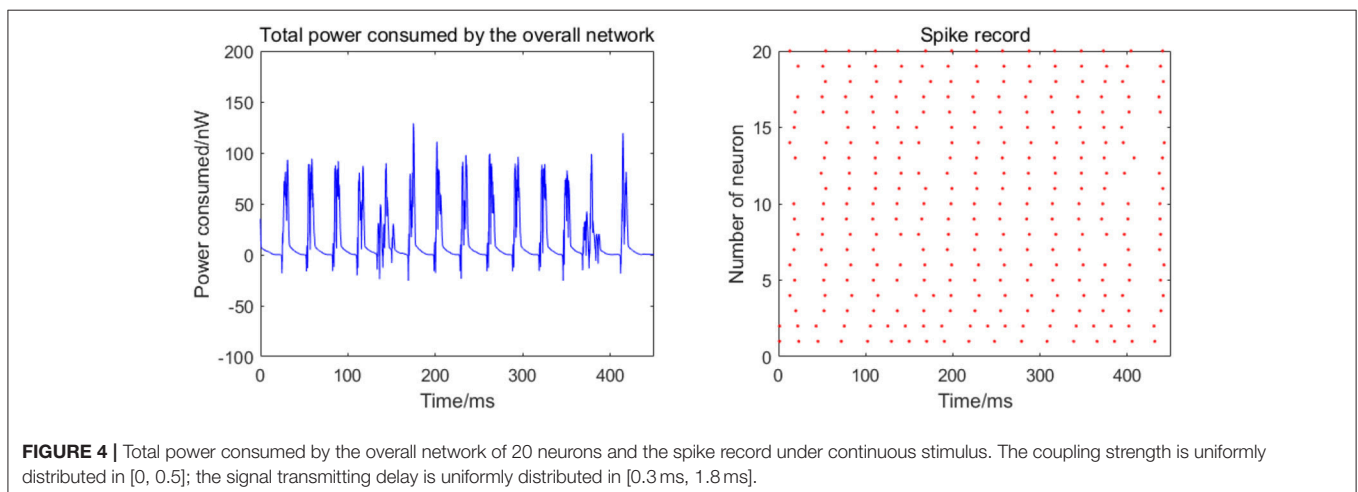 Total power consumed by the overall network
200
150
100
50
0
-50
-100
Power consumed/nW
0
100
200
300
400
Time/ms
Spike record
20
15
10
5
0
Number of neuron
0
100
200
300
400
Time/ms
FIGURE 4 | Total power consumed by the overall network of 20 neurons and the spike record under continuous stimulus. The coupling strength is uniformly
distributed in [0, 0.5]; the signal transmitting delay is uniformly distributed in [0.3 ms, 1.8 ms].